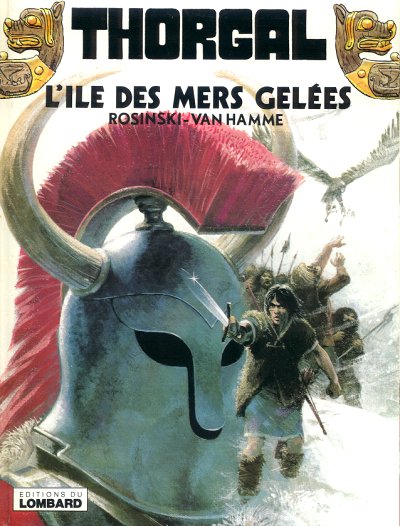 THORGAL
L'ILE DES MERS GELÉES
ROSINSKI-VAN HAMME
EDITIONS DU
LOMBARD